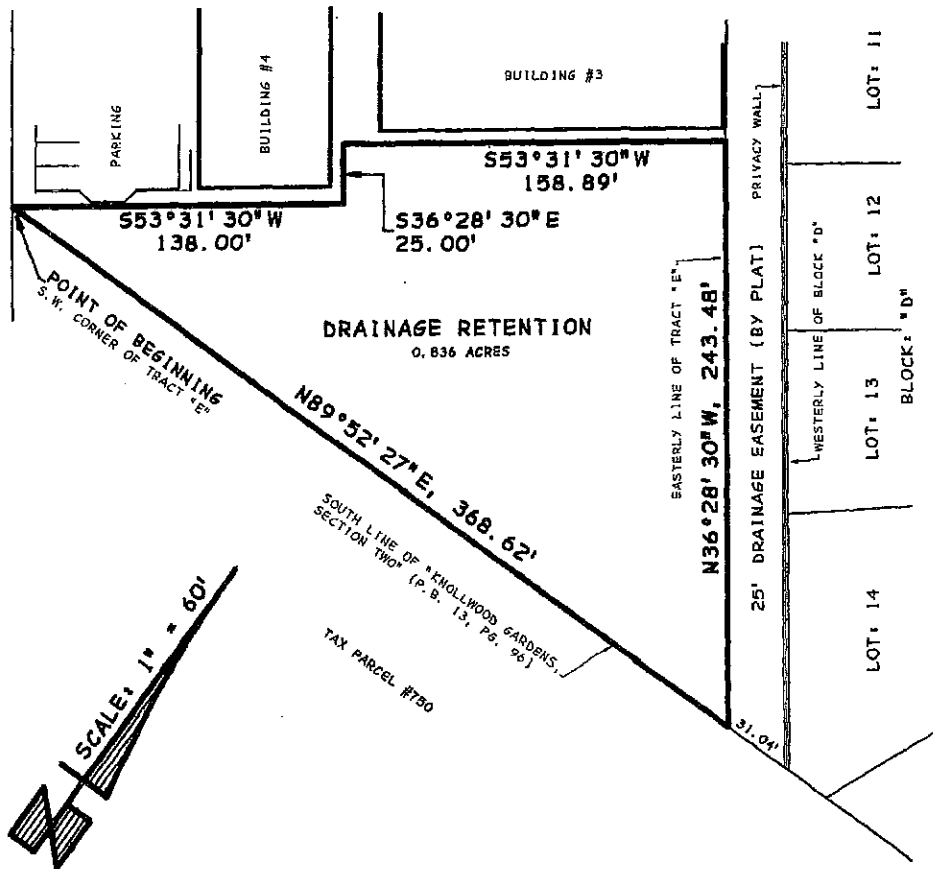 BUILDING #3
BUILDING #4
PARKING
PRIVACY WALL
LOT: 11
S53°31'30"W
158.89'
S53°31'30"W
138.00'
S36°28'30"E
25.00'
LOT: 12
POINT OF BEGINNING
S.W. CORNER OF TRACT "E"
DRAINAGE RETENTION
0.836 ACRES
EASTERLY LINE OF TRACT "E"
N36°28'30"W, 243.48'
25' DRAINAGE EASEMENT (BY PLAT)
WESTERLY LINE OF BLOCK "D"
LOT: 13
BLOCK: "D"
N89°52'27"E, 368.62'
SOUTH LINE OF "KNOLLWOOD GARDENS,
SECTION TWO" (P.B. 13, PG. 96)
TAX PARCEL #750
LOT: 14
31.04'
SCALE: 1" = 60'
N